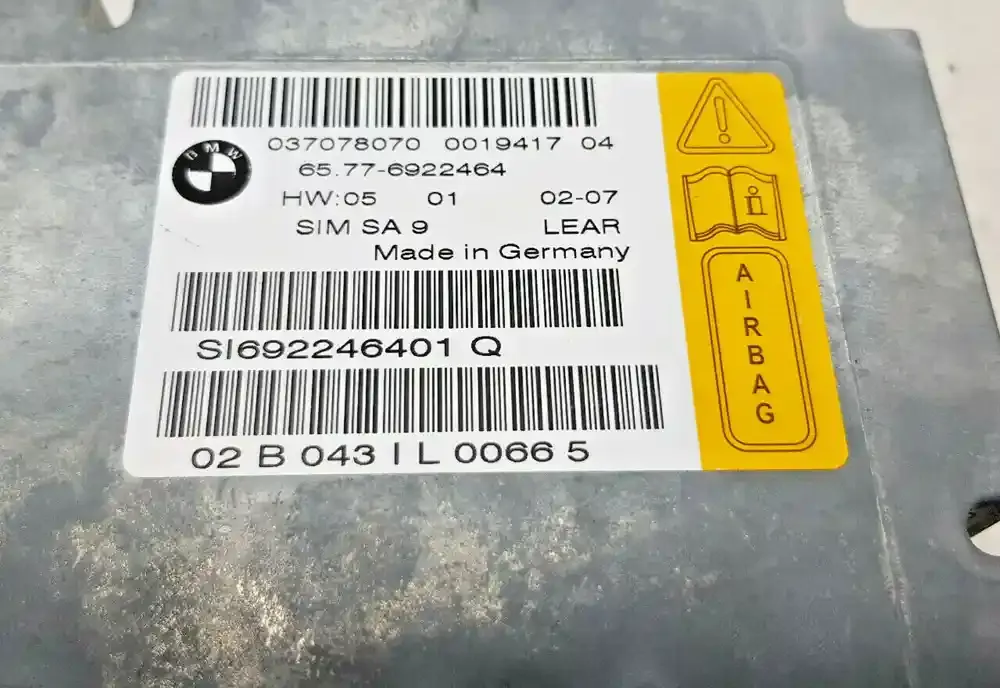 037078070 0019417 04
BMW
65.77-6922464
HW:05 01 02-07
SIM SA 9 LEAR
Made in Germany
SI692246401 Q
02 B 043 I L 0066 5
i
AIRBAG